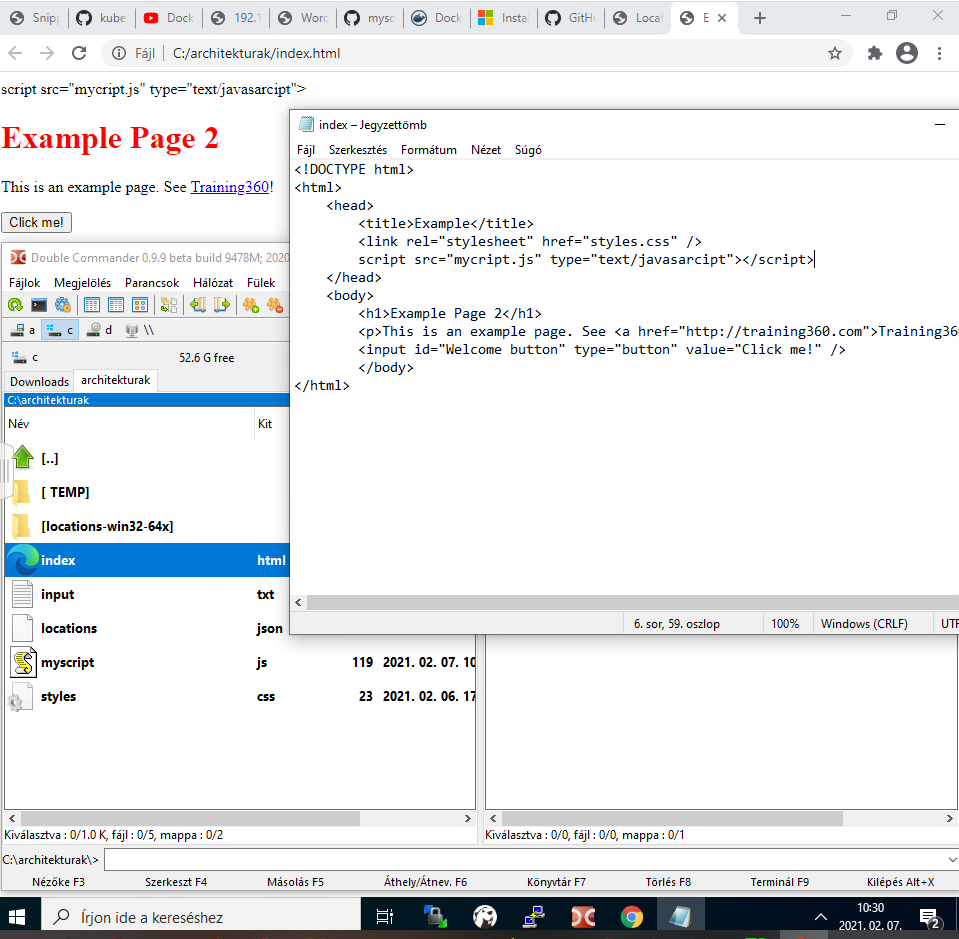 Snipp
kube
Dock
192.1
Word
mysc
Dock
Instal
GitHu
Locat
E
Fájl
C:/architekturak/index.html
script src="mycript.js" type="text/javasarcipt">
Example Page 2
This is an example page. See Training360!
Click me!
index – Jegyzettömb
Fájl Szerkesztés Formátum Nézet Súgó
<!DOCTYPE html>
<html>
<head>
<title>Example</title>
<link rel="stylesheet" href="styles.css" />
script src="mycript.js" type="text/javasarcipt"></script>
</head>
<body>
<h1>Example Page 2</h1>
<p>This is an example page. See <a href="http://training360.com">Training360
<input id="Welcome button" type="button" value="Click me!" />
</body>
</html>
6. sor, 59. oszlop 100% Windows (CRLF) UTF
Double Commander 0.9.9 beta build 9478M; 2020
Fájlok Megjelölés Parancsok Hálózat Fülek
a c d \\
c 52.6 G free
Downloads architekturak
C:\architekturak
Név Kit
[..]
[ TEMP]
[locations-win32-64x]
index html
input txt
locations json
myscript js 119 2021. 02. 07. 10
styles css 23 2021. 02. 06. 17
Kiválasztva : 0/1.0 K, fájl : 0/5, mappa : 0/2
Kiválasztva : 0/0, fájl : 0/0, mappa : 0/1
C:\architekturak\>
Nézőke F3 Szerkeszt F4 Másolás F5 Áthely/Átnev. F6 Könyvtár F7 Törlés F8 Terminál F9 Kilépés Alt+X
Írjon ide a kereséshez
10:30
2021. 02. 07.
2